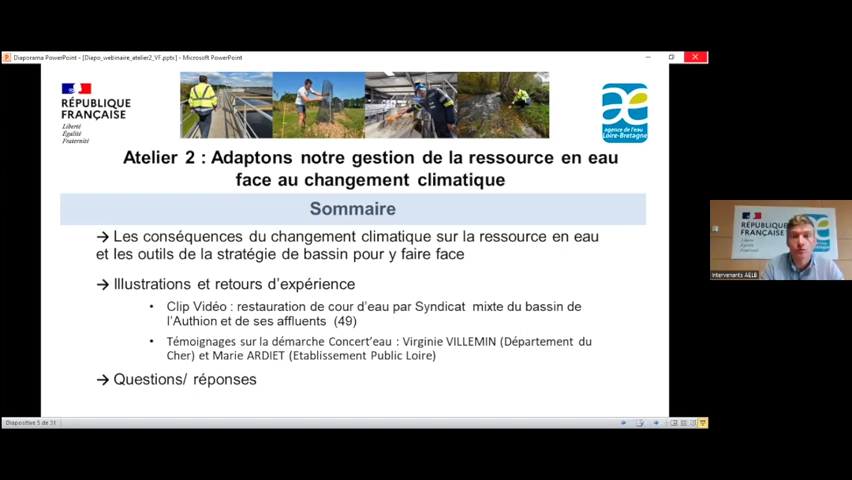 Diaporama PowerPoint - [Diapo_webinaire_atelier2_VF.pptx] - Microsoft PowerPoint
RÉPUBLIQUE
FRANÇAISE
Liberté
Égalité
Fraternité
agence de l'eau
Loire-Bretagne
Atelier 2 : Adaptons notre gestion de la ressource en eau
face au changement climatique
Sommaire
→ Les conséquences du changement climatique sur la ressource en eau
et les outils de la stratégie de bassin pour y faire face
→ Illustrations et retours d'expérience
• Clip Vidéo : restauration de cour d'eau par Syndicat mixte du bassin de
l'Authion et de ses affluents (49)
• Témoignages sur la démarche Concert'eau : Virginie VILLEMIN (Département du
Cher) et Marie ARDIET (Etablissement Public Loire)
→ Questions/ réponses
Diapositive 5 de 31
RÉPUBLIQUE
FRANÇAISE
Intervenants AELB